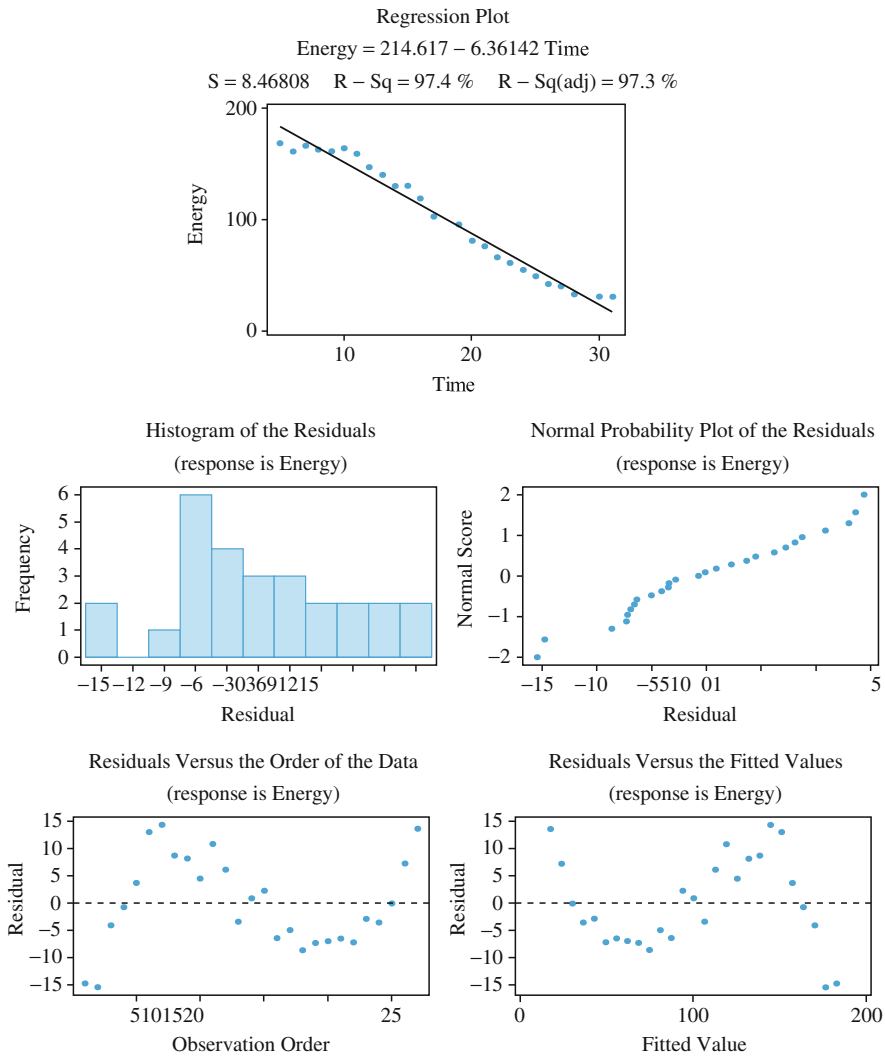 Regression Plot
Energy = 214.617 − 6.36142 Time
S = 8.46808 R − Sq = 97.4 % R − Sq(adj) = 97.3 %
200
100
0
Energy
10 20 30
Time
Histogram of the Residuals
(response is Energy)
6
5
4
3
2
1
0
Frequency
−15 −12 −9 −6 −303691215
Residual
Normal Probability Plot of the Residuals
(response is Energy)
2
1
0
−1
−2
Normal Score
−15 −10 −5510 01 5
Residual
Residuals Versus the Order of the Data
(response is Energy)
15
10
5
0
−5
−10
−15
Residual
5101520 25
Observation Order
Residuals Versus the Fitted Values
(response is Energy)
15
10
5
0
−5
−10
−15
Residual
0 100 200
Fitted Value